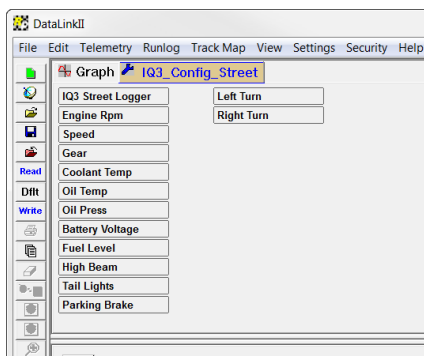 DataLinkII
File Edit Telemetry Runlog Track Map View Settings Security Help
Graph IQ3_Config_Street
IQ3 Street Logger Left Turn
Engine Rpm Right Turn
Speed
Gear
Read Coolant Temp
Dflt Oil Temp
Write Oil Press
Battery Voltage
Fuel Level
High Beam
Tail Lights
Parking Brake